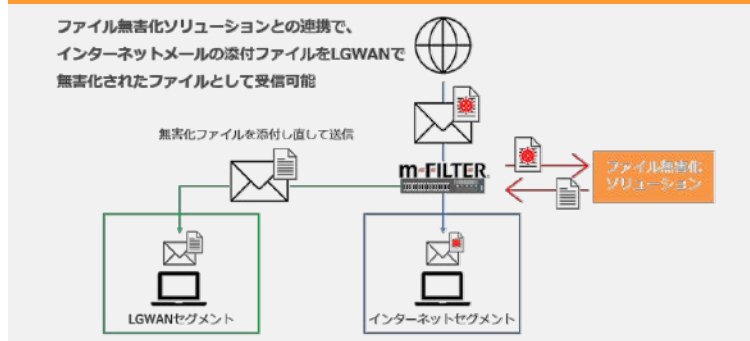 ファイル無害化ソリューションとの連携で、
インターネットメールの添付ファイルをLGWANで
無害化されたファイルとして受信可能
無害化ファイルを添付し直して送信
m-FILTER
ファイル無害化
ソリューション
LGWANセグメント
インターネットセグメント